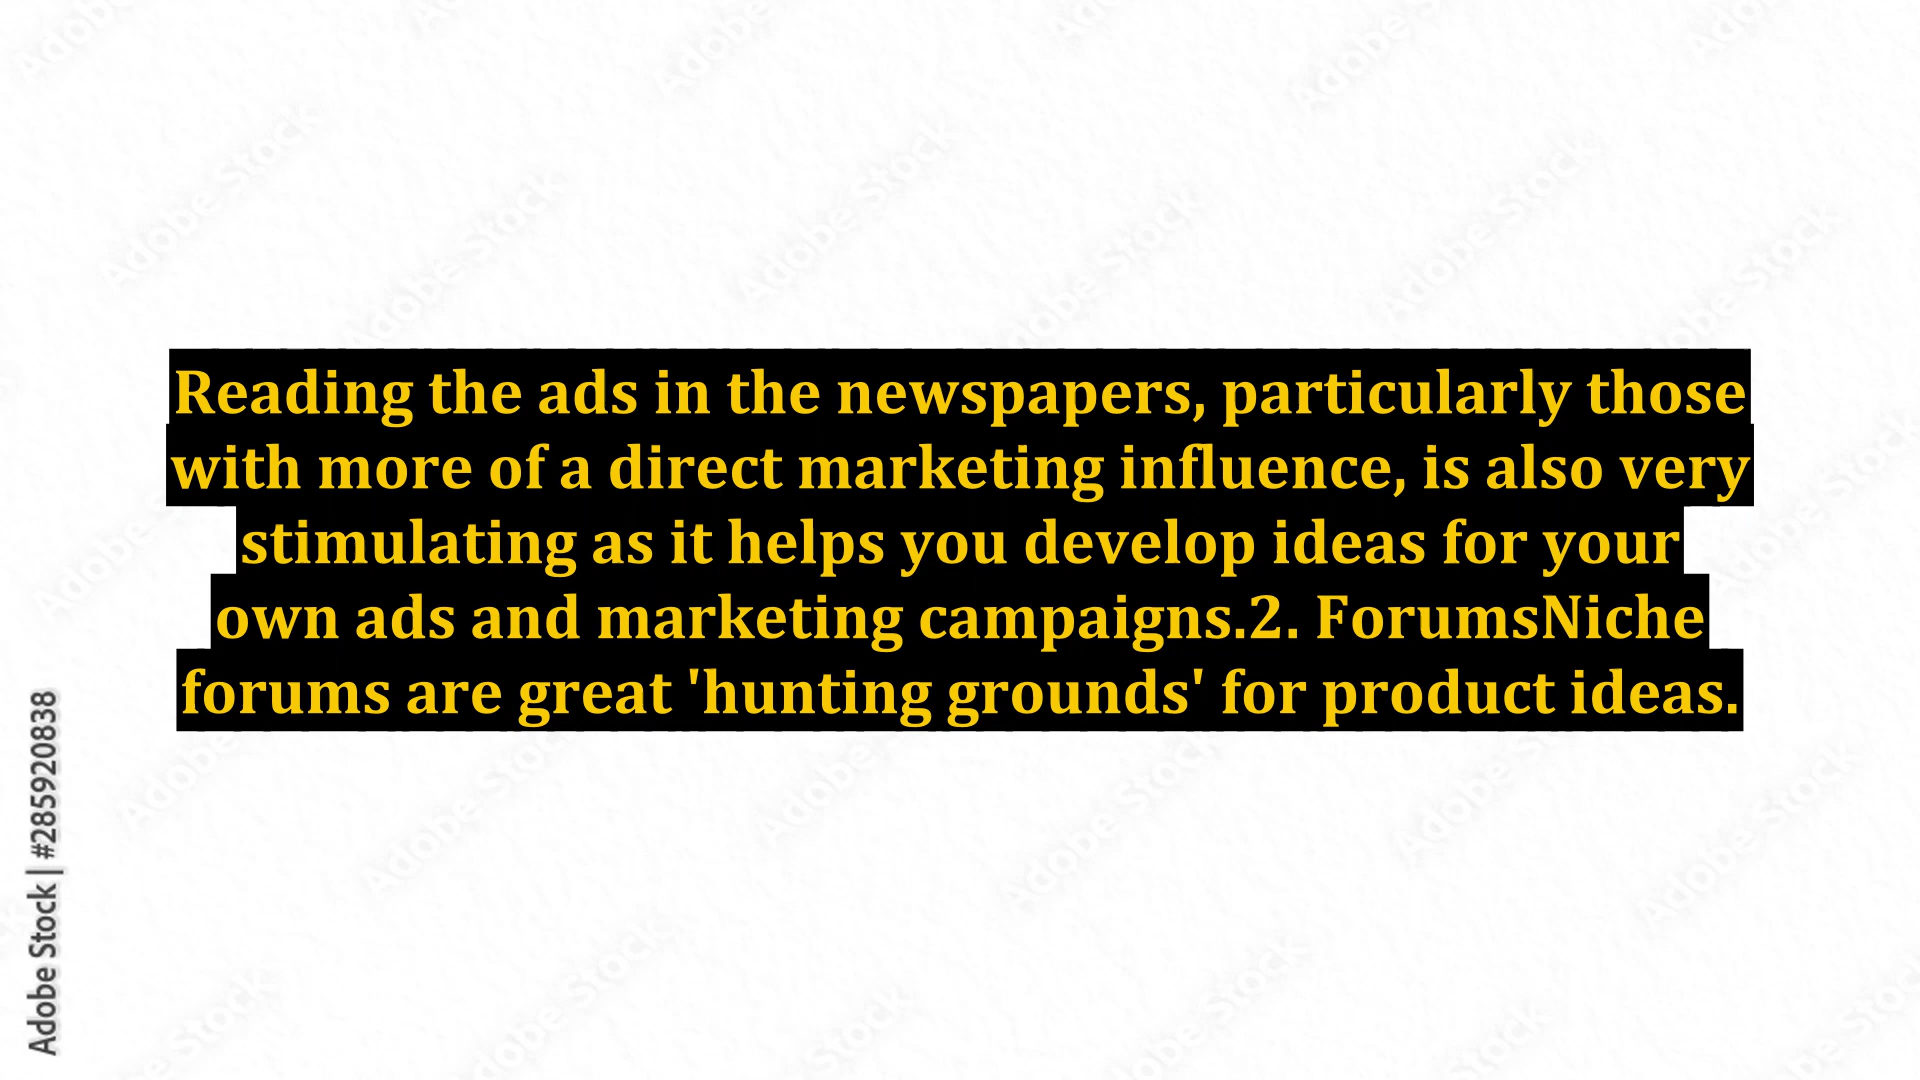 Reading the ads in the newspapers, particularly those
with more of a direct marketing influence, is also very
stimulating as it helps you develop ideas for your
own ads and marketing campaigns.2. ForumsNiche
forums are great 'hunting grounds' for product ideas.
Adobe Stock | #285920838